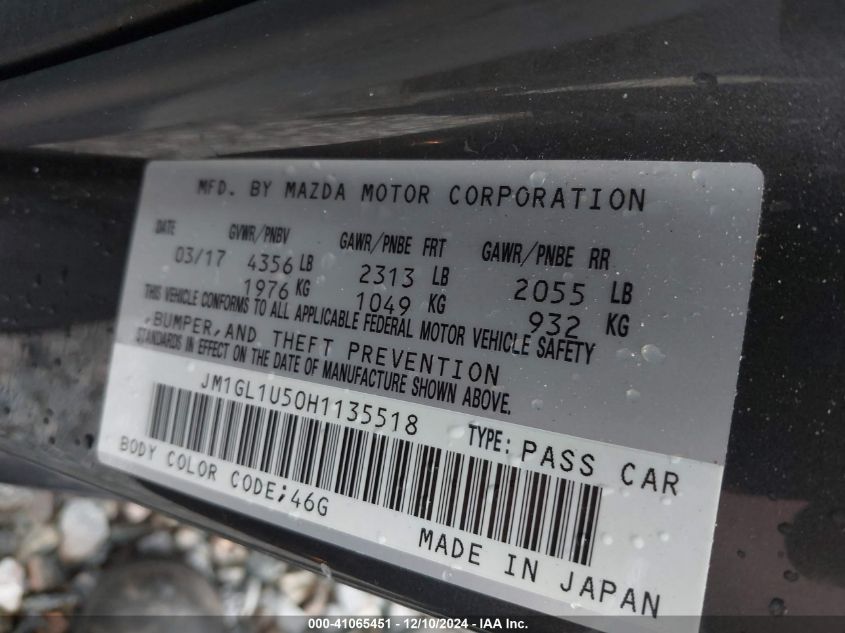 MFD. BY MAZDA MOTOR CORPORATION
DATE GVWR/PNBV GAWR/PNBE FRT GAWR/PNBE RR
03/17 4356 LB 2313 LB 2055 LB
1976 KG 1049 KG 932 KG
THIS VEHICLE CONFORMS TO ALL APPLICABLE FEDERAL MOTOR VEHICLE SAFETY
,BUMPER,AND THEFT PREVENTION
STANDARDS IN EFFECT ON THE DATE OF MANUFACTURE SHOWN ABOVE.
JM1GL1U50H1135518 TYPE: PASS CAR
BODY COLOR CODE;46G
MADE IN JAPAN
000-41065451 - 12/10/2024 - IAA Inc.